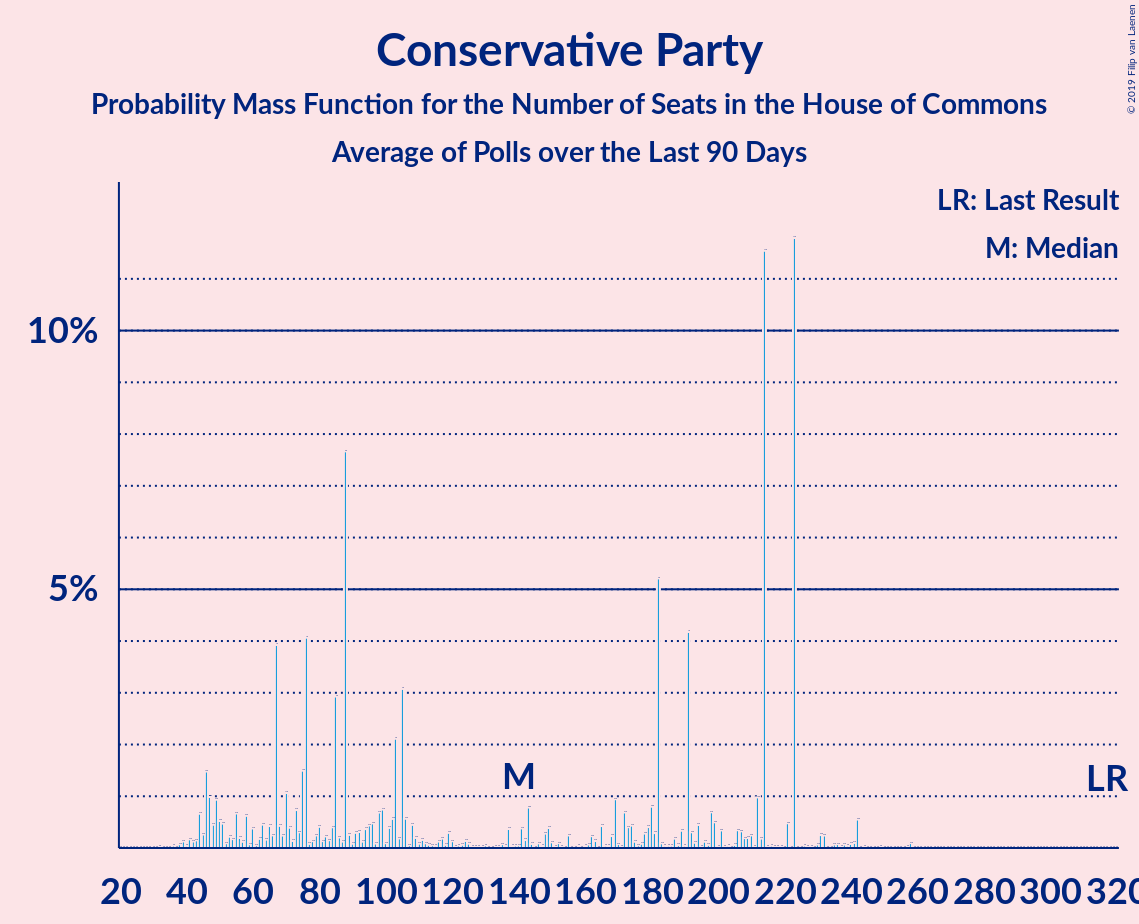 Conservative Party
Probability Mass Function for the Number of Seats in the House of Commons
Average of Polls over the Last 90 Days
© 2019 Filip van Laenen
LR: Last Result
M: Median
10%
5%
M
LR
20 40 60 80 100 120 140 160 180 200 220 240 260 280 300 320